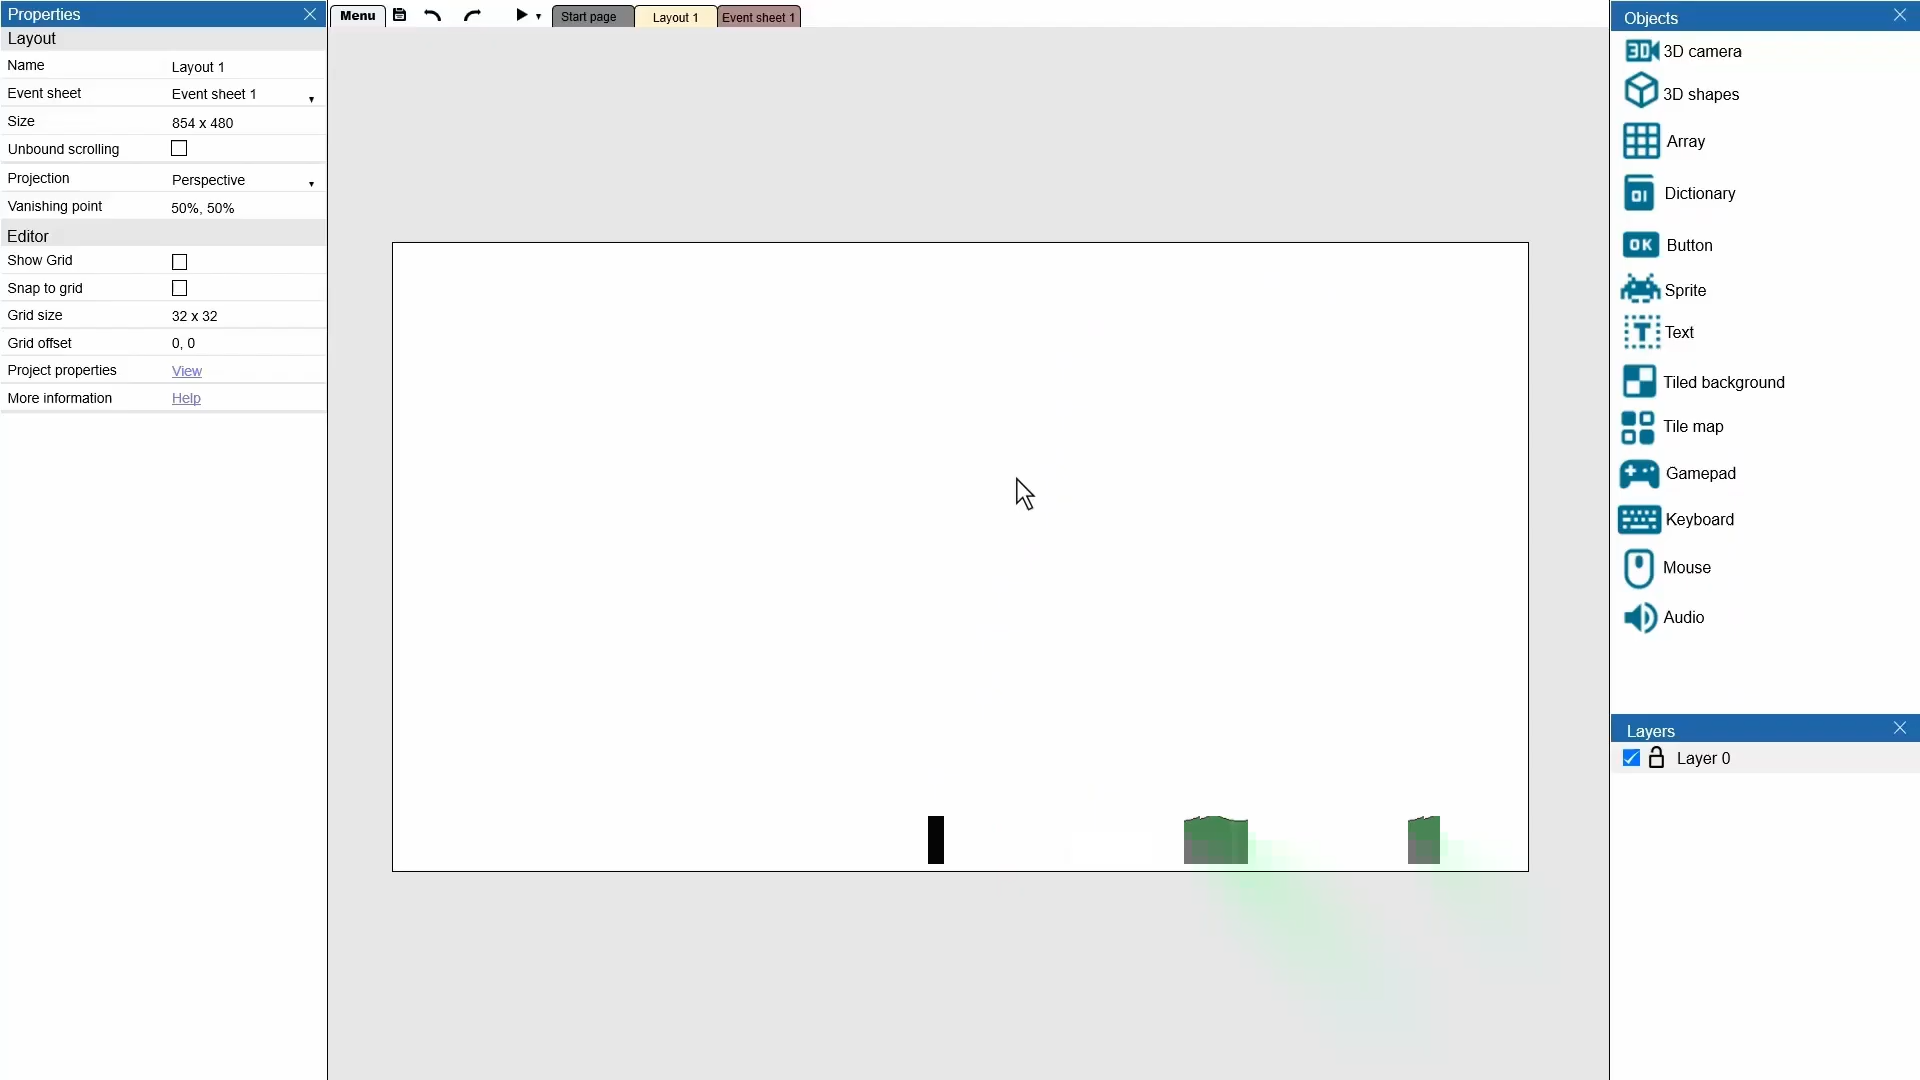 Properties
Layout
Name Layout 1
Event sheet Event sheet 1
Size 854 x 480
Unbound scrolling
Projection Perspective
Vanishing point 50%, 50%
Editor
Show Grid
Snap to grid
Grid size 32 x 32
Grid offset 0, 0
Project properties View
More information Help
Menu Start page Layout 1 Event sheet 1
Objects
3D 3D camera
3D shapes
Array
Dictionary
OK Button
Sprite
T Text
Tiled background
Tile map
Gamepad
Keyboard
Mouse
Audio
Layers
Layer 0